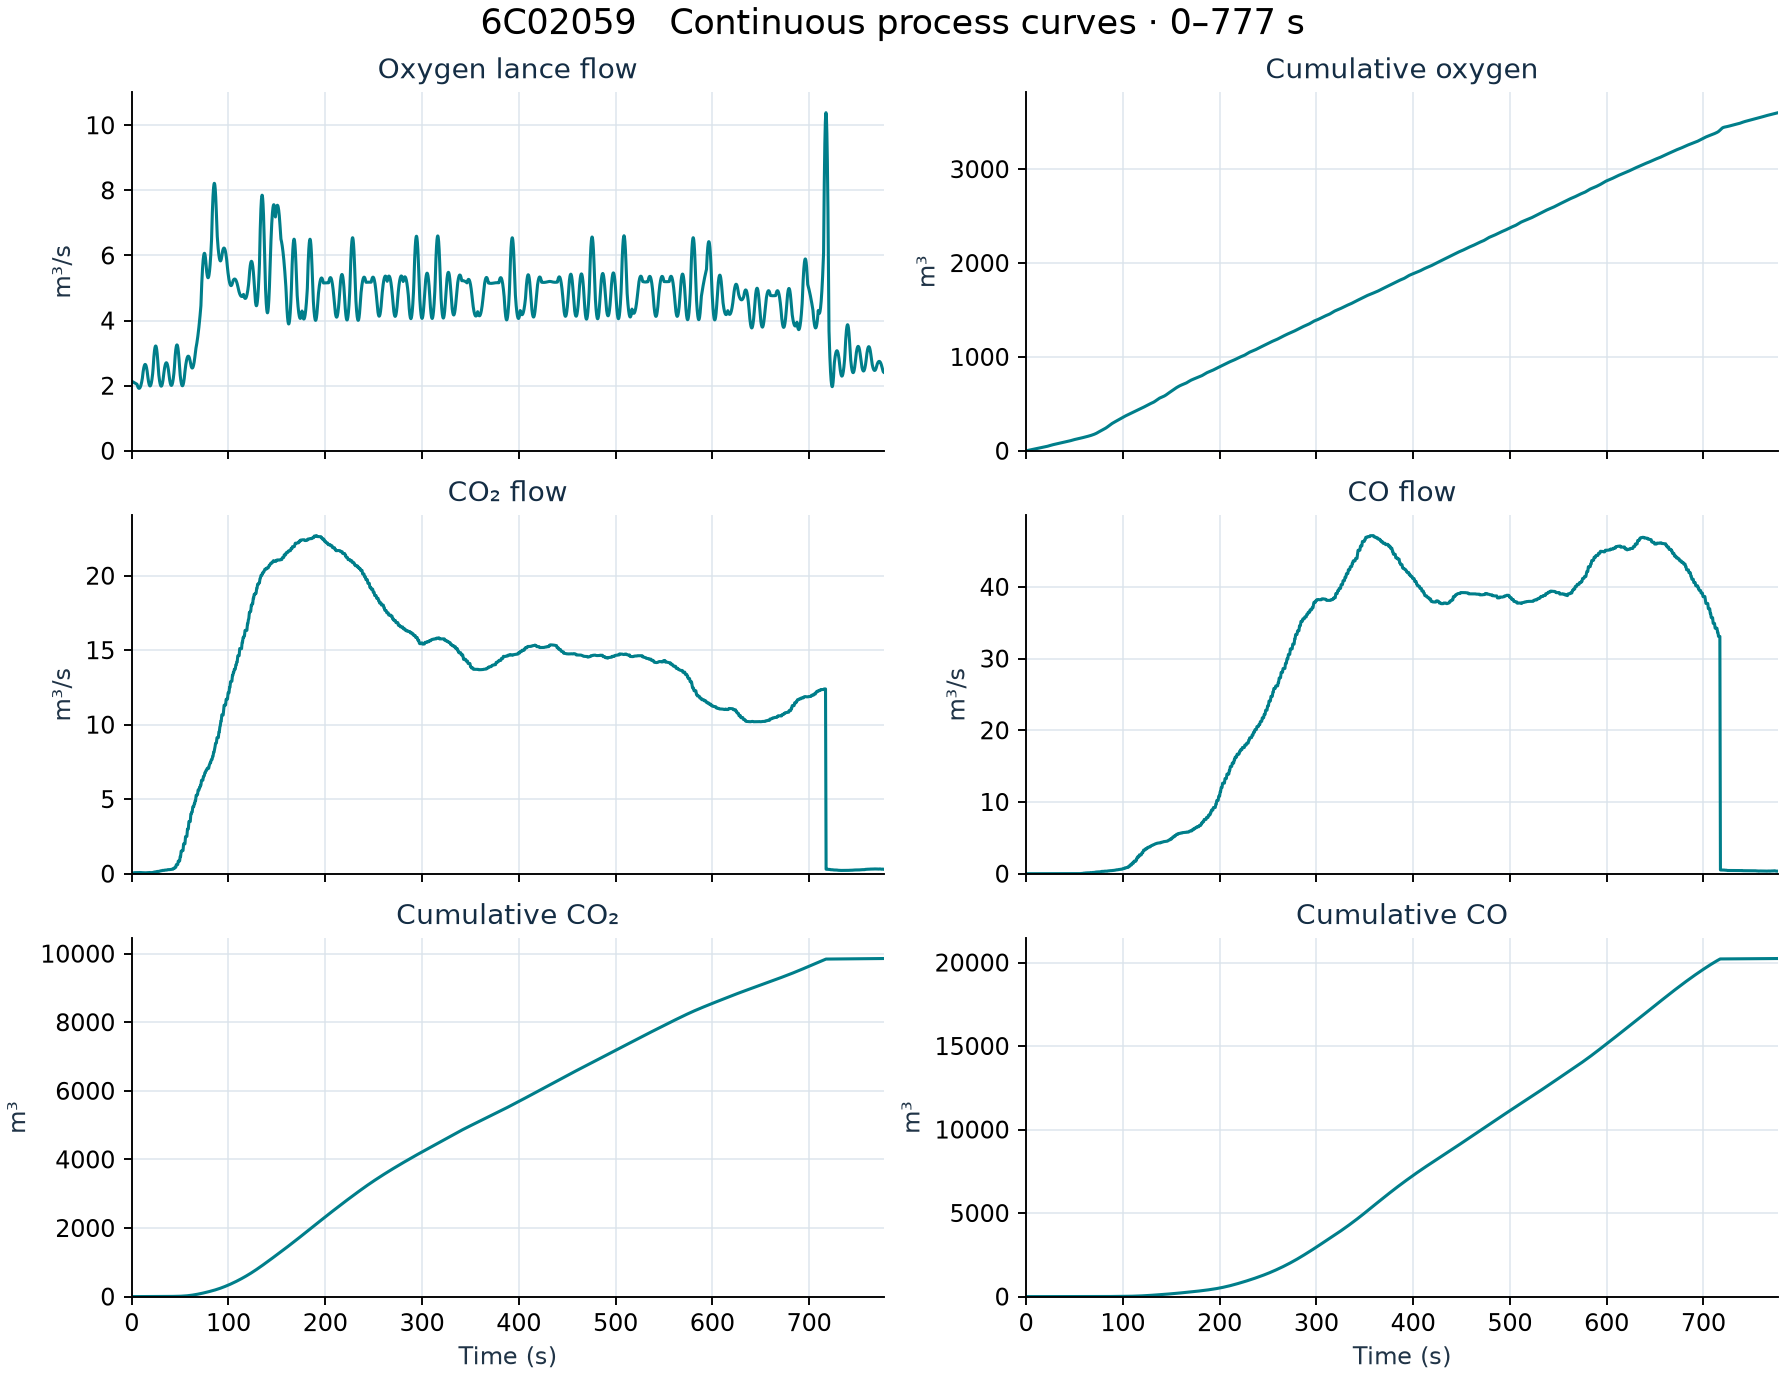 6C02059   Continuous process curves · 0–777 s
Oxygen lance flow
m³/s
10
8
6
4
2
0
Cumulative oxygen
m³
3000
2000
1000
0
CO₂ flow
m³/s
20
15
10
5
0
CO flow
m³/s
40
30
20
10
0
Cumulative CO₂
m³
10000
8000
6000
4000
2000
0
0 100 200 300 400 500 600 700
Time (s)
Cumulative CO
m³
20000
15000
10000
5000
0
0 100 200 300 400 500 600 700
Time (s)